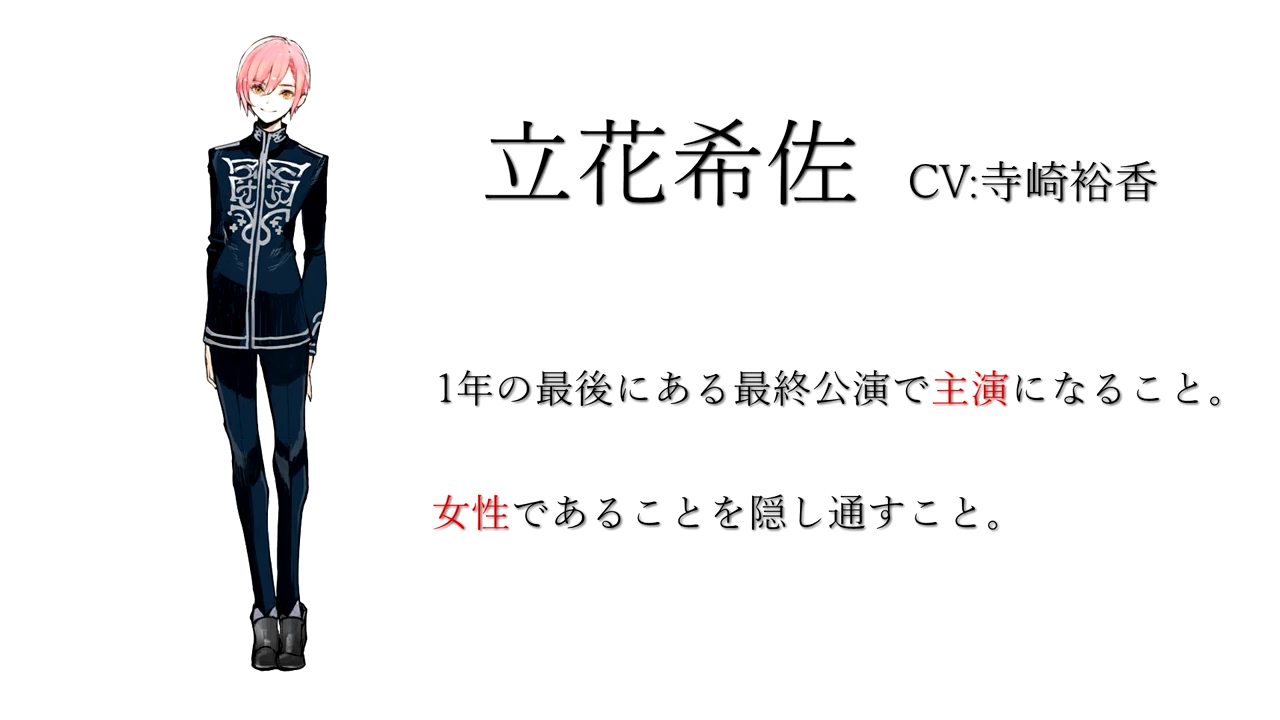 立花希佐 CV:寺崎裕香
1年の最後にある最終公演で主演になること。
女性であることを隠し通すこと。